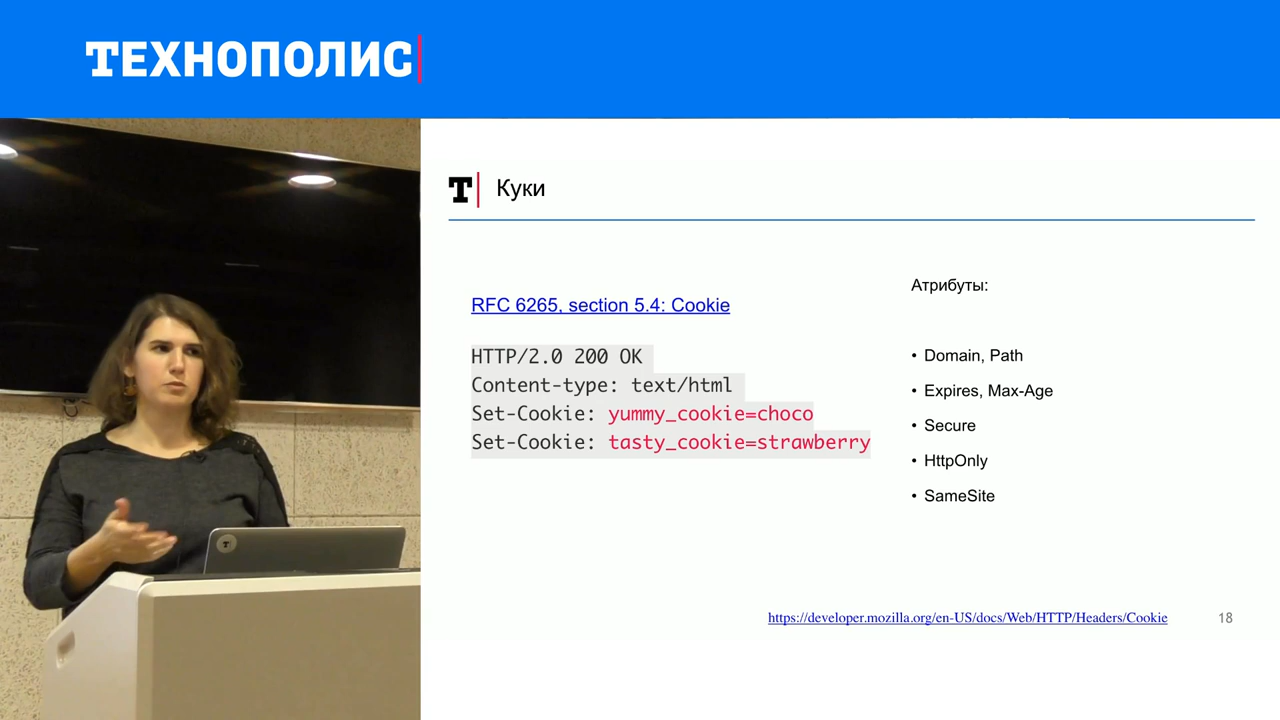 ТЕХНОПОЛИС
Т Куки
RFC 6265, section 5.4: Cookie
HTTP/2.0 200 OK
Content-type: text/html
Set-Cookie: yummy_cookie=choco
Set-Cookie: tasty_cookie=strawberry
Атрибуты:
• Domain, Path
• Expires, Max-Age
• Secure
• HttpOnly
• SameSite
https://developer.mozilla.org/en-US/docs/Web/HTTP/Headers/Cookie
18